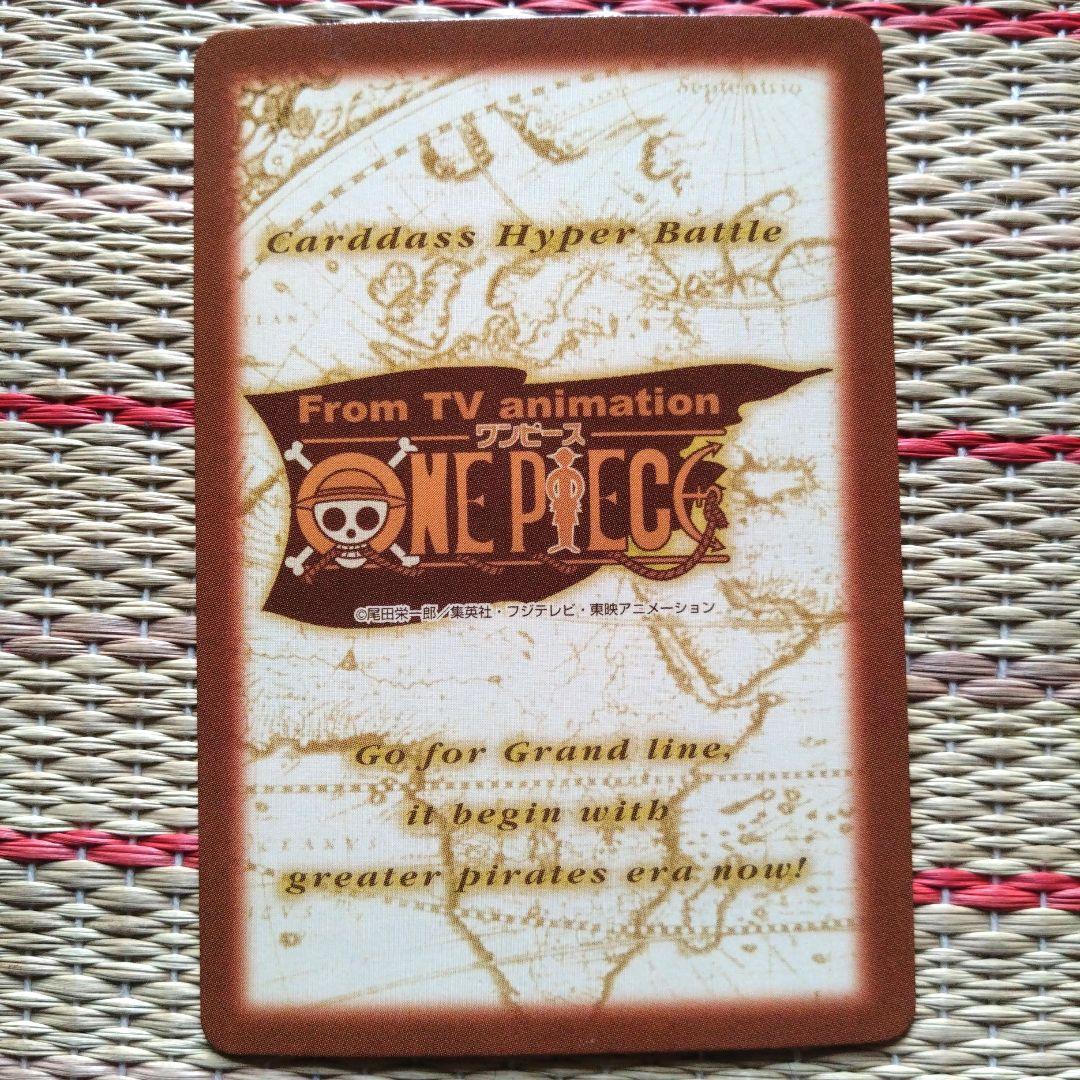 Septentrio
Carddass Hyper Battle
From TV animation
ワンピース
ONE PIECE
©尾田栄一郎／集英社・フジテレビ・東映アニメーション
Go for Grand line,
it begin with
greater pirates era now!